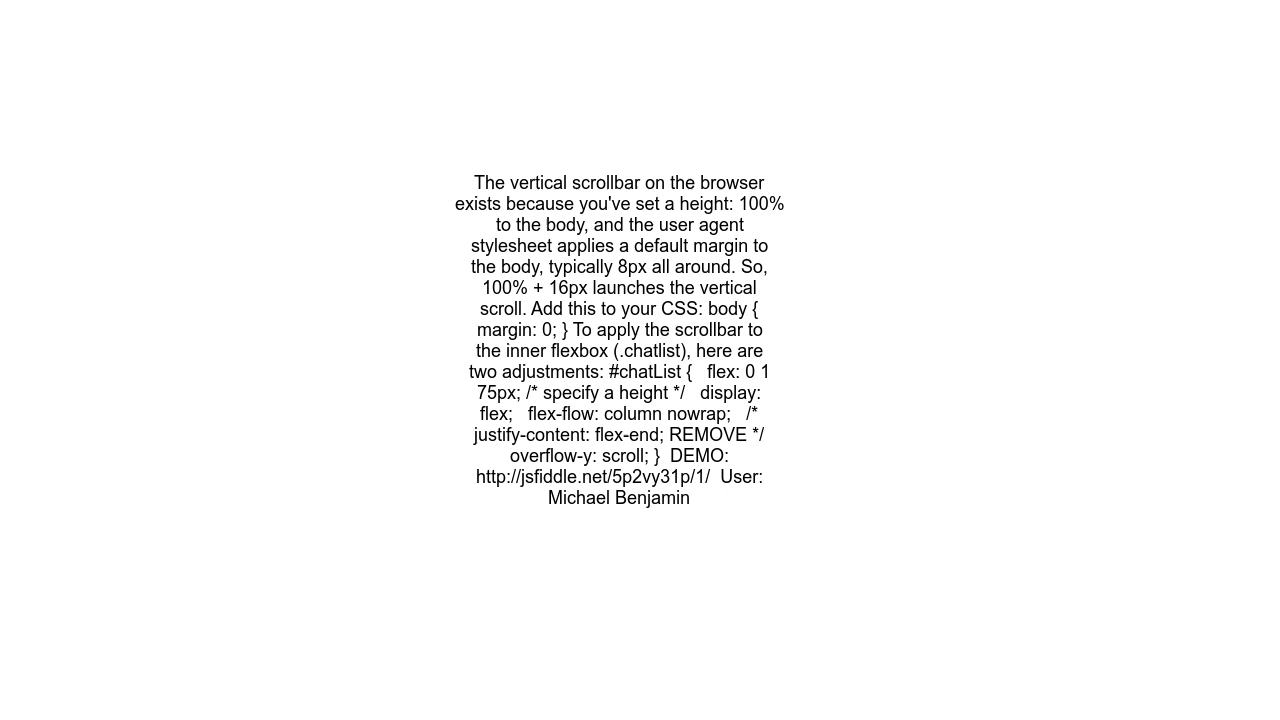 The vertical scrollbar on the browser
exists because you've set a height: 100%
to the body, and the user agent
stylesheet applies a default margin to
the body, typically 8px all around. So,
100% + 16px launches the vertical
scroll. Add this to your CSS: body {
margin: 0; } To apply the scrollbar to
the inner flexbox (.chatlist), here are
two adjustments: #chatList {   flex: 0 1
75px; /* specify a height */   display:
flex;   flex-flow: column nowrap;   /*
justify-content: flex-end; REMOVE */
overflow-y: scroll; }  DEMO:
http://jsfiddle.net/5p2vy31p/1/  User:
Michael Benjamin